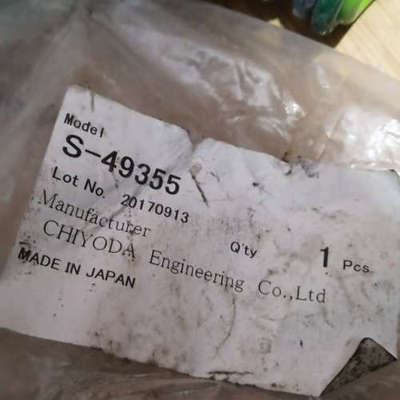 Model
S-49355
Lot No. 20170913
Manufacturer
Q'ty 1 Pcs
CHIYODA Engineering Co.,Ltd
MADE IN JAPAN